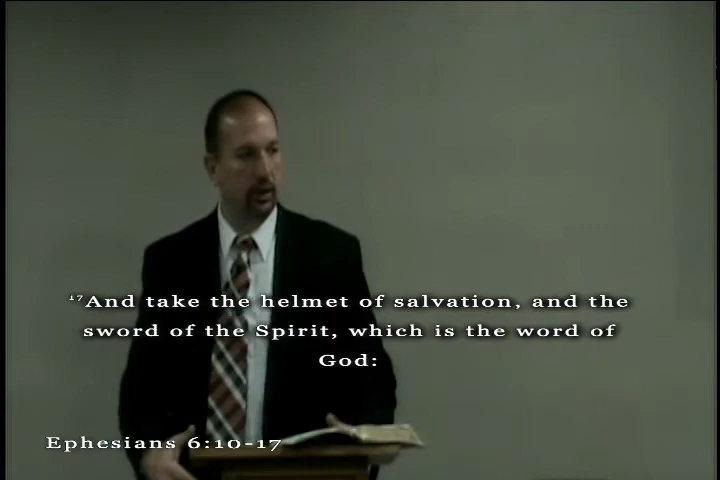 ¹⁷And take the helmet of salvation, and the
sword of the Spirit, which is the word of
God:
Ephesians 6:10-17